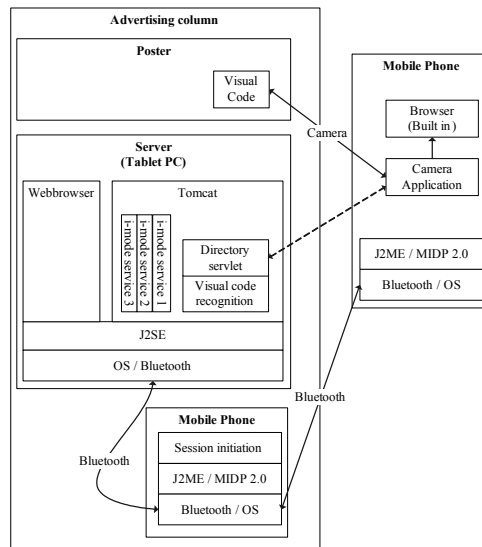 Advertising column
Poster
Visual
Code
Camera
Server
(Tablet PC)
Webbrowser
Tomcat
i-mode service 3
i-mode service 2
i-mode service 1
Directory
servlet
Visual code
recognition
J2SE
OS / Bluetooth
Bluetooth
Mobile Phone
Session initiation
J2ME / MIDP 2.0
Bluetooth / OS
Mobile Phone
Browser
(Built in )
Camera
Application
J2ME / MIDP 2.0
Bluetooth / OS
Bluetooth